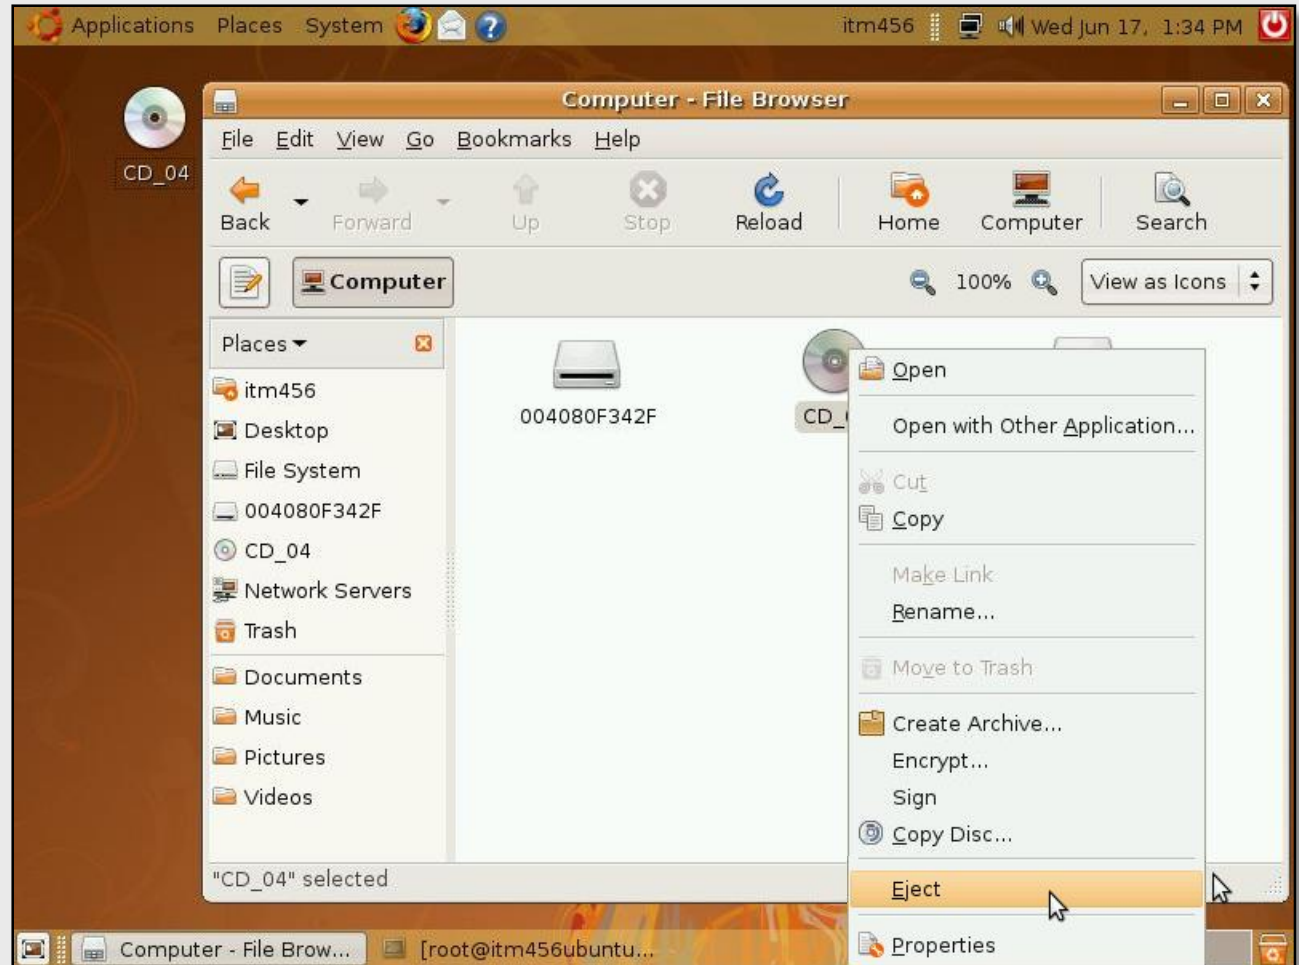 Applications Places System itm456 Wed Jun 17, 1:34 PM
Computer - File Browser
File Edit View Go Bookmarks Help
CD_04
Back Forward Up Stop Reload Home Computer Search
Computer 100% View as Icons
Places
itm456
Desktop
File System
004080F342F
CD_04
Network Servers
Trash
Documents
Music
Pictures
Videos
004080F342F
Open
Open with Other Application...
Cut
Copy
Make Link
Rename...
Move to Trash
Create Archive...
Encrypt...
Sign
Copy Disc...
Eject
Properties
"CD_04" selected
Computer - File Brow... [root@itm456ubuntu...